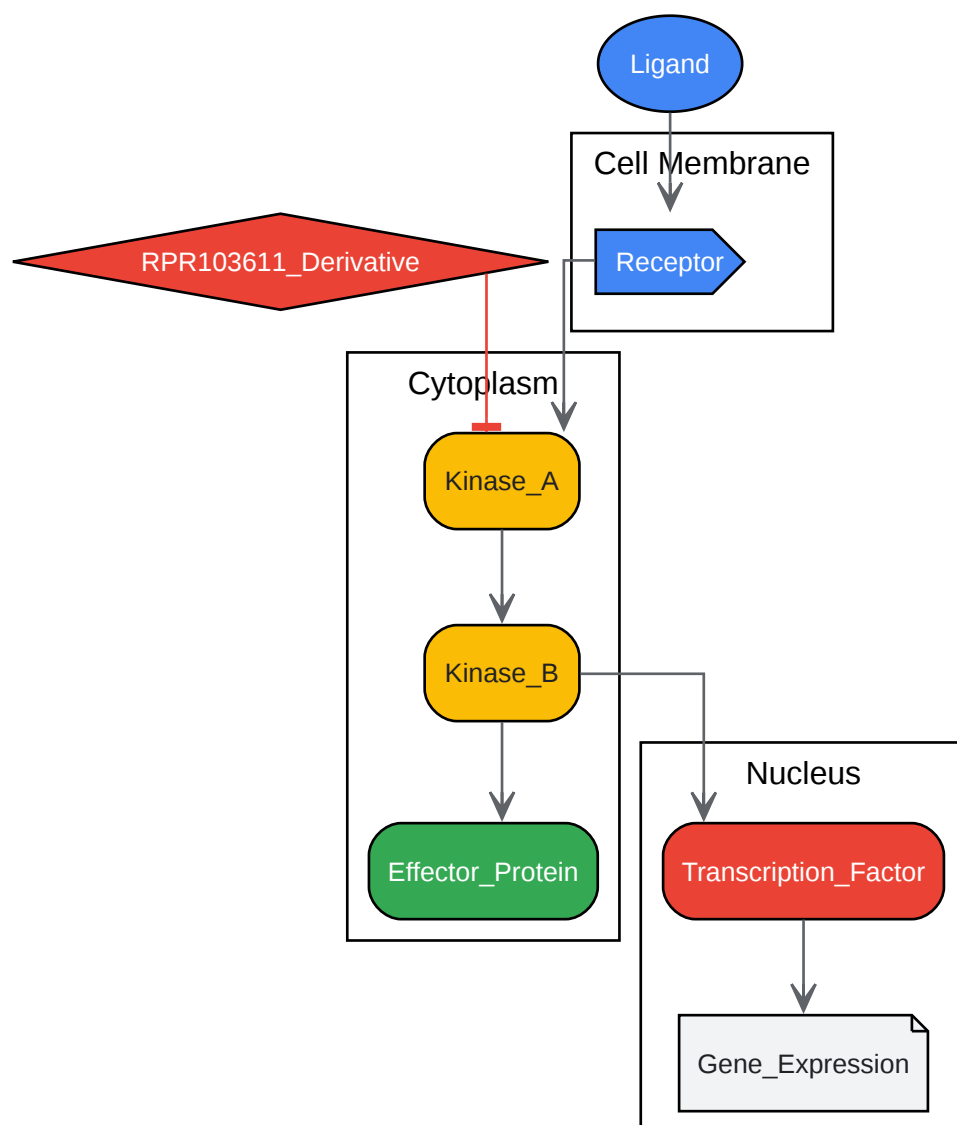 Ligand
Cell Membrane
RPR103611_Derivative
Receptor
Cytoplasm
Kinase_A
Kinase_B
Nucleus
Effector_Protein
Transcription_Factor
Gene_Expression